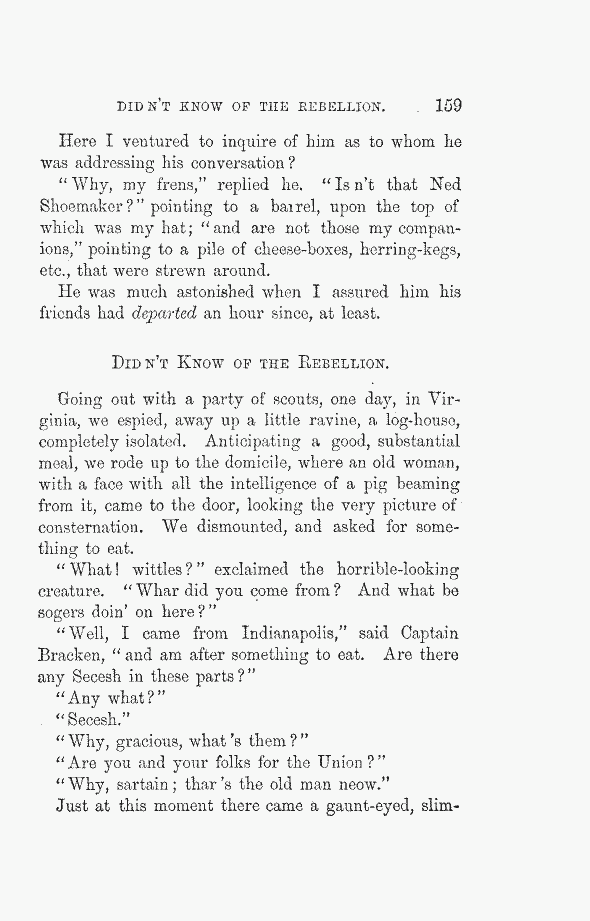 DIDN'T KNOW OF THE REBELLION. 159
Here I ventured to inquire of him as to whom he
was addressing his conversation?
"Why, my frens," replied he. "Is n't that Ned
Shoemaker?" pointing to a barrel, upon the top of
which was my hat; "and are not those my compan-
ions," pointing to a pile of cheese-boxes, herring-kegs,
etc., that were strewn around.
He was much astonished when I assured him his
friends had departed an hour since, at least.
DID N'T KNOW OF THE REBELLION.
Going out with a party of scouts, one day, in Vir-
ginia, we espied, away up a little ravine, a log-house,
completely isolated. Anticipating a good, substantial
meal, we rode up to the domicile, where an old woman,
with a face with all the intelligence of a pig beaming
from it, came to the door, looking the very picture of
consternation. We dismounted, and asked for some-
thing to eat.
"What! wittles?" exclaimed the horrible-looking
creature. "Whar did you come from? And what be
sogers doin' on here?"
"Well, I came from Indianapolis," said Captain
Bracken, "and am after something to eat. Are there
any Secesh in these parts?"
"Any what?"
"Secesh."
"Why, gracious, what 's them?"
"Are you and your folks for the Union?"
"Why, sartain; thar 's the old man neow."
Just at this moment there came a gaunt-eyed, slim-